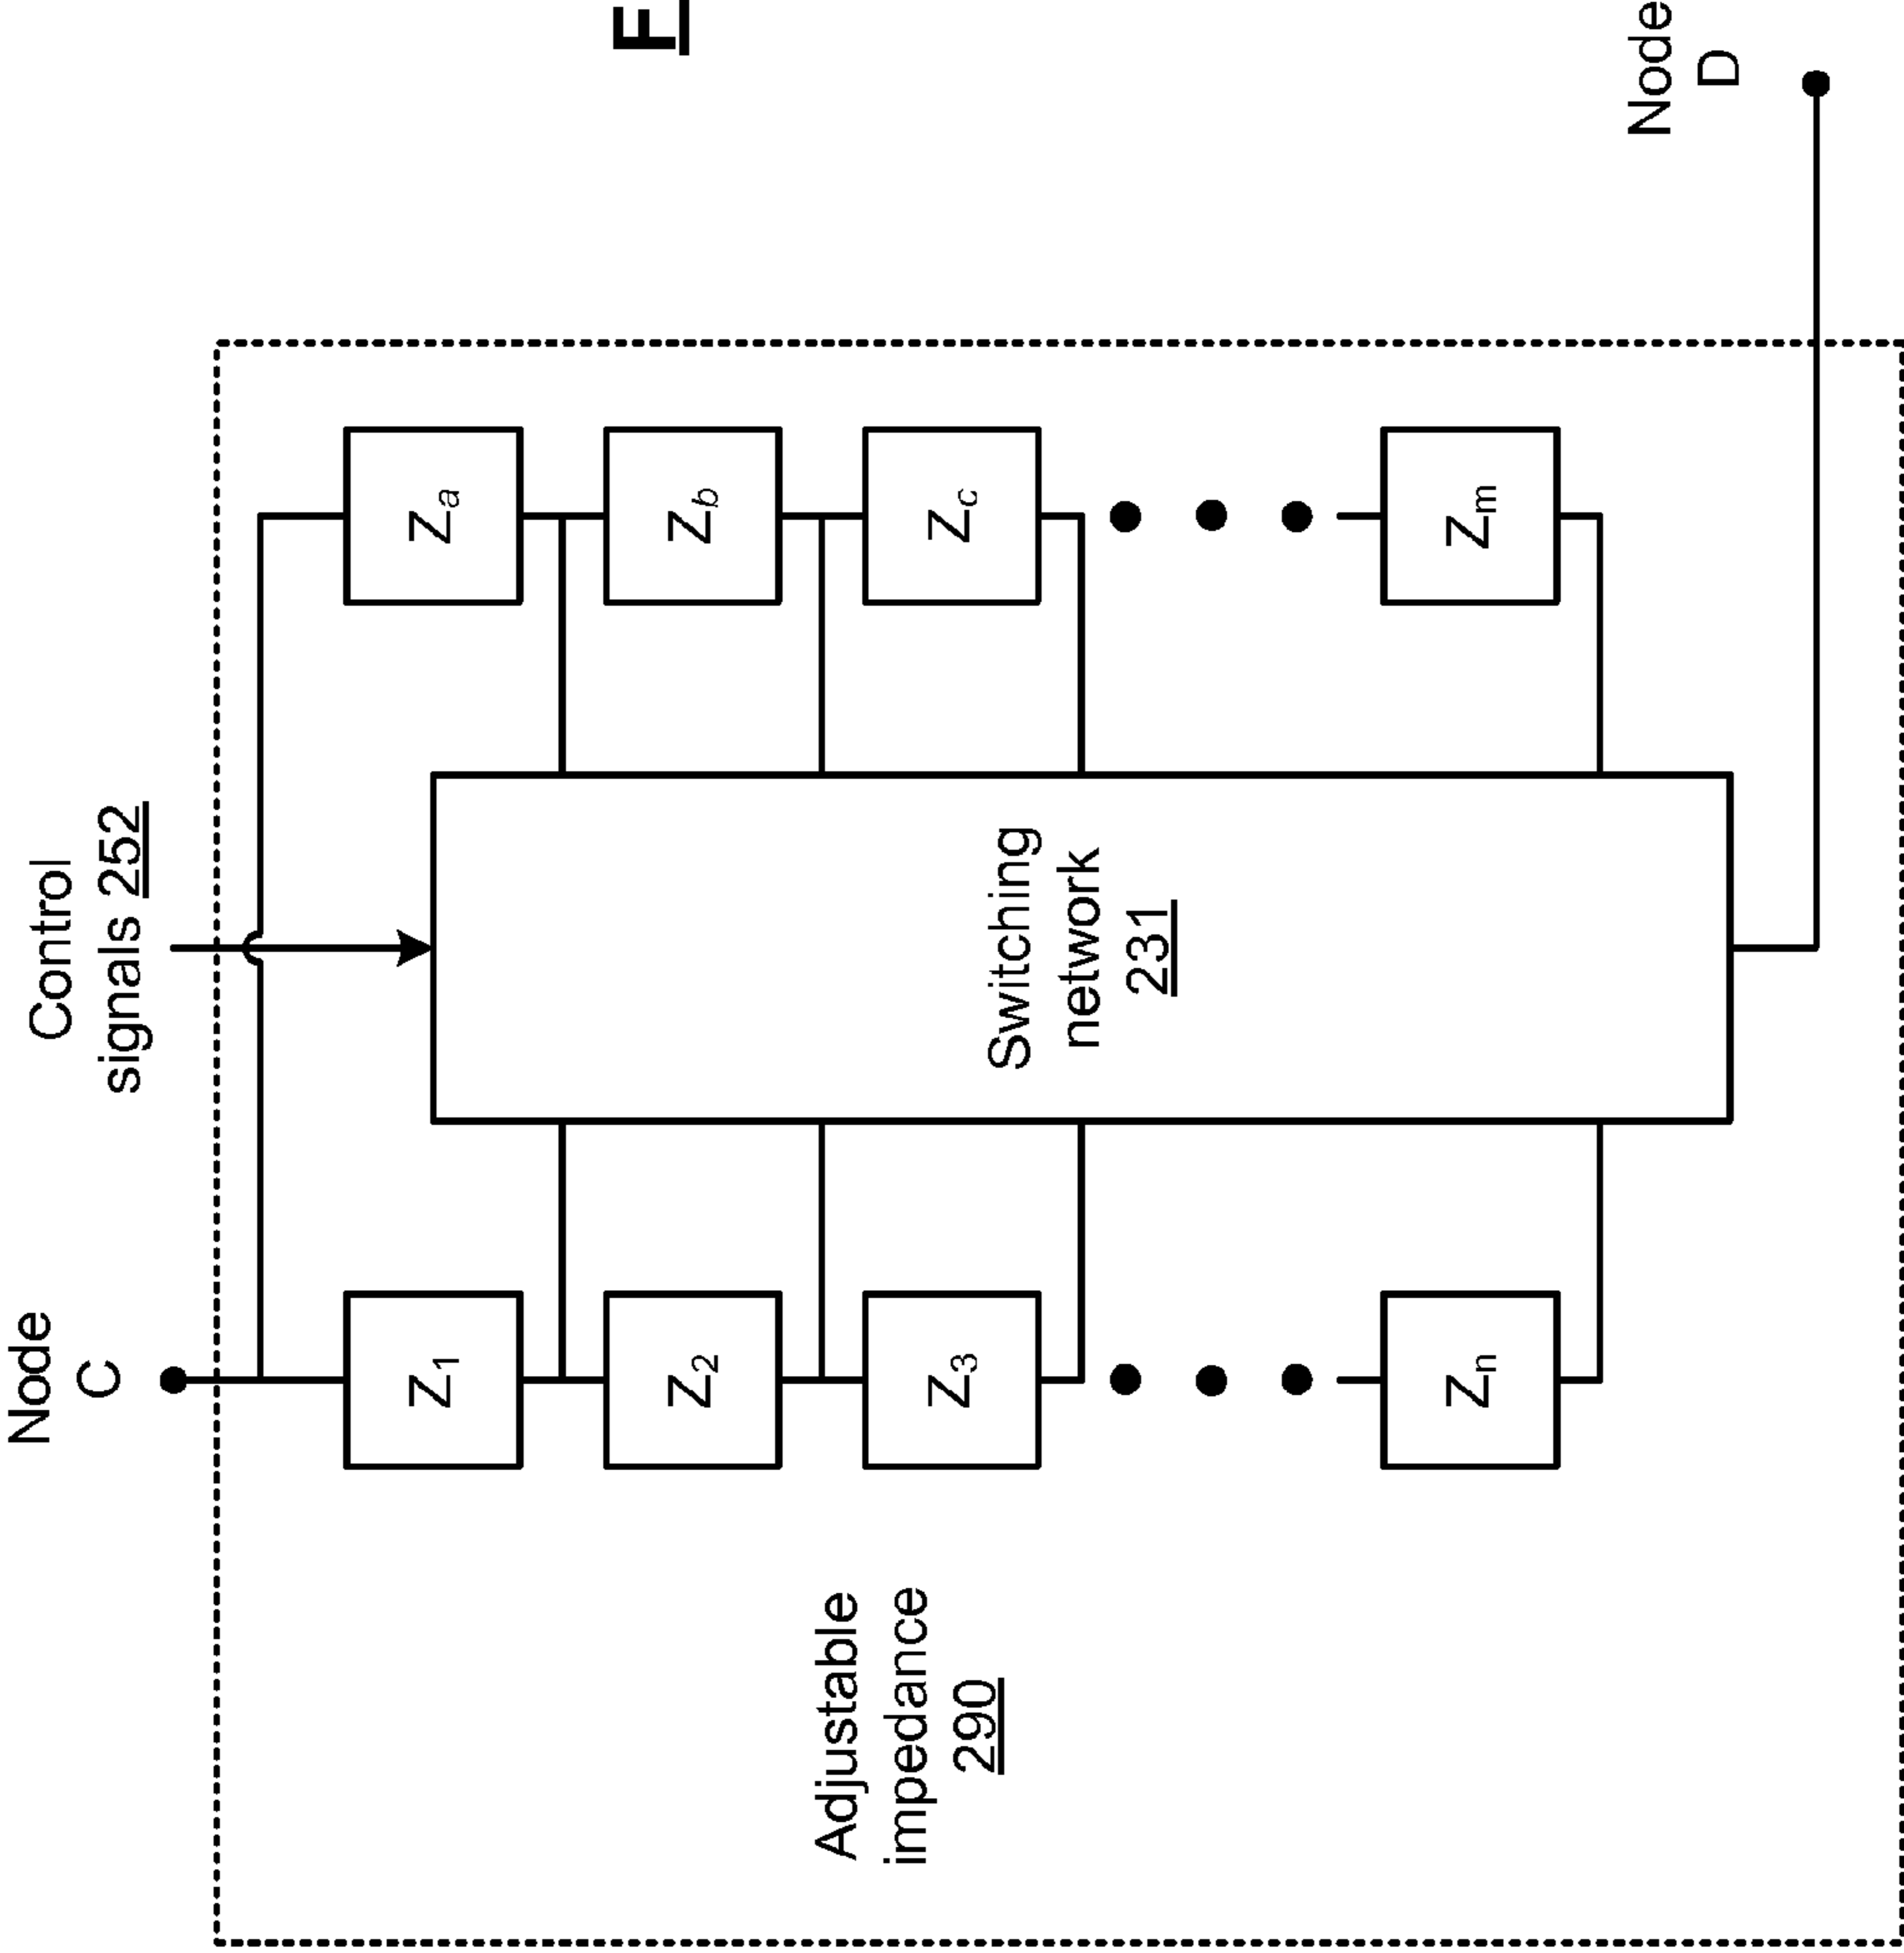 Node
C
Control
signals 252
Z1
Za
Z2
Zb
Z3
Zc
Zn
Zm
Switching
network
231
Adjustable
impedance
290
Node
D
F